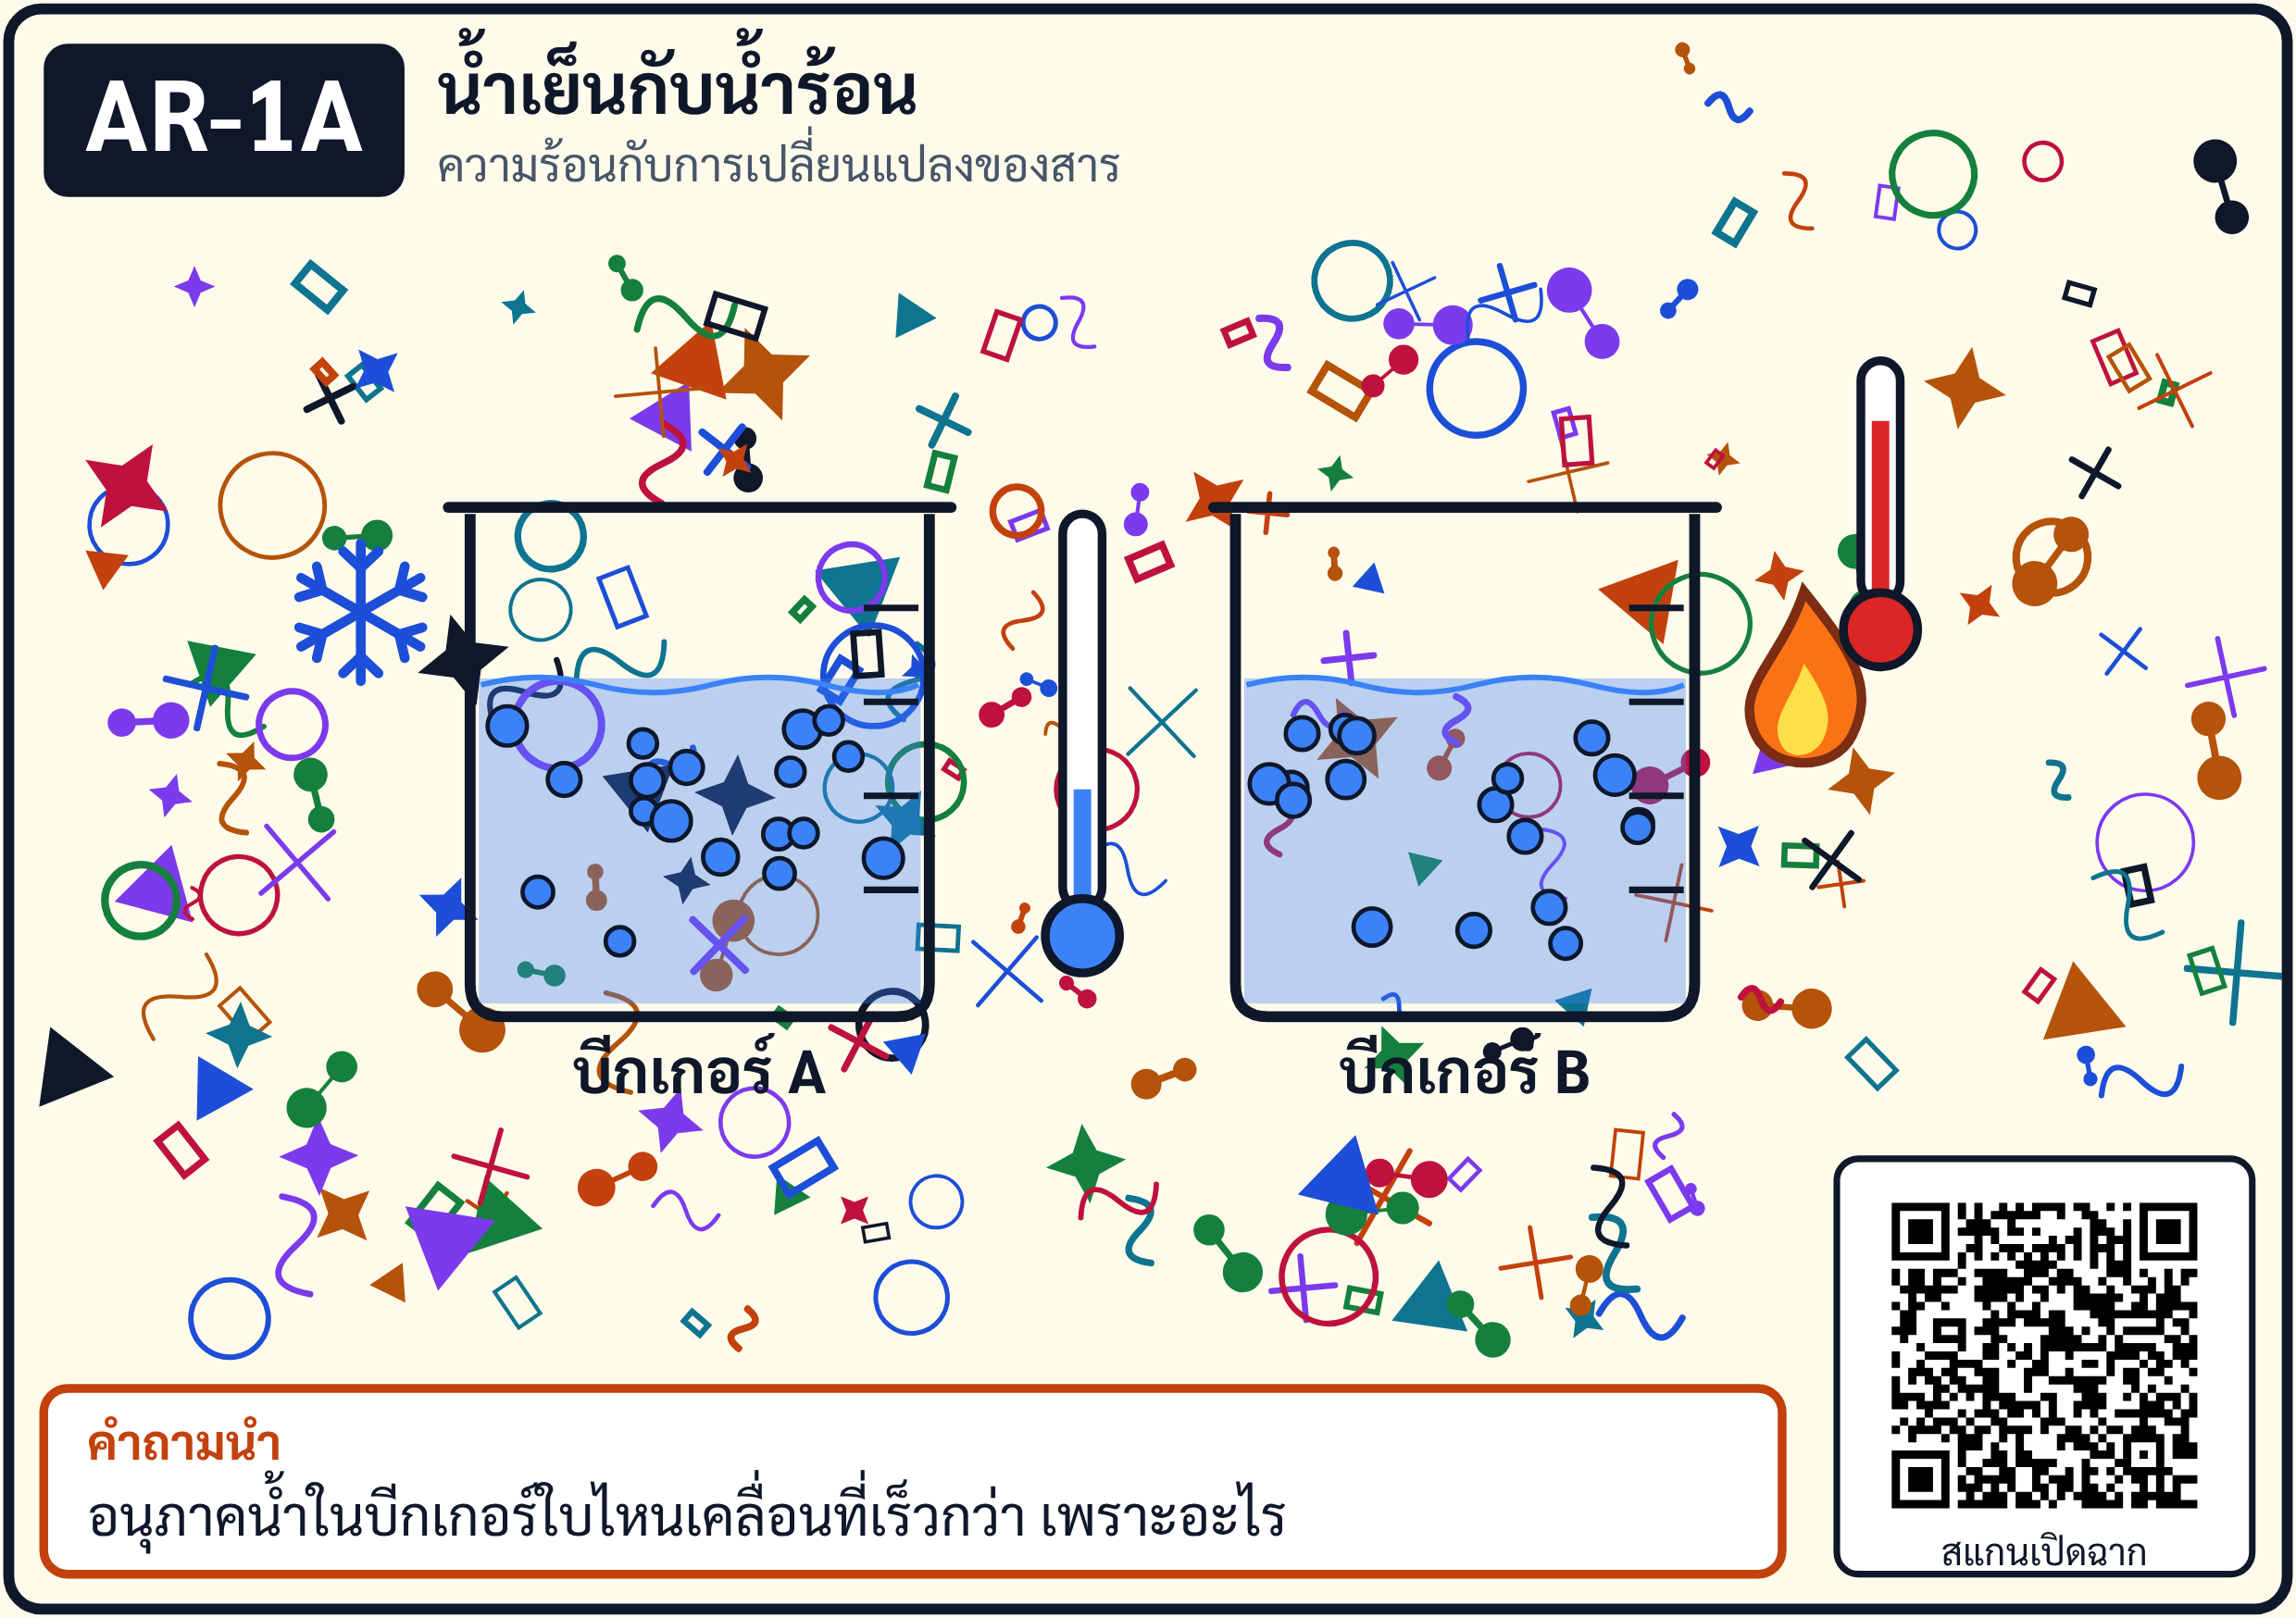 AR-1A
น้ำเย็นกับน้ำร้อน
ความร้อนกับการเปลี่ยนแปลงของสาร
บีกเกอร์ A
บีกเกอร์ B
คำถามนำ
อนุภาคน้ำในบีกเกอร์ใบไหนเคลื่อนที่เร็วกว่า เพราะอะไร
สแกนเปิดฉาก